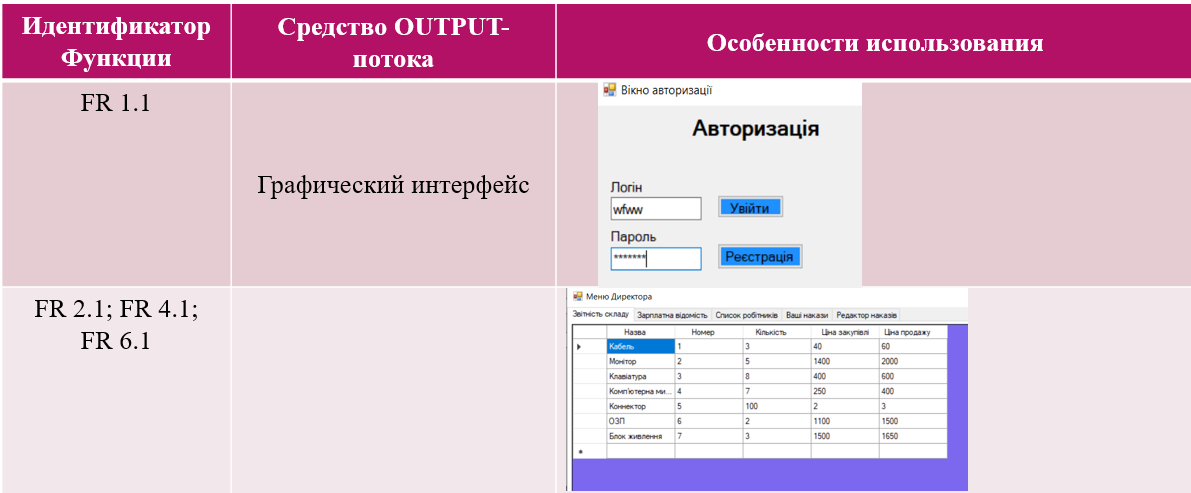 Идентификатор
Функции
Средство OUTPUT-
потока
Особенности использования
FR 1.1
Графический интерфейс
Вікно авторизації
Авторизація
Логін
wfww
Увійти
Пароль
*******
Реєстрація
FR 2.1; FR 4.1;
FR 6.1
Меню Директора
Звітність складу Зарплатна відомість Список робітників Ваші накази Редактор наказів
Назва Номер Кількість Ціна закупівлі Ціна продажу
Кабель 1 3 40 60
Монітор 2 5 1400 2000
Клавіатура 3 8 400 600
Комп'ютерна ми... 4 7 250 400
Коннектор 5 100 2 3
ОЗП 6 2 1100 1500
Блок живлення 7 3 1500 1650
*